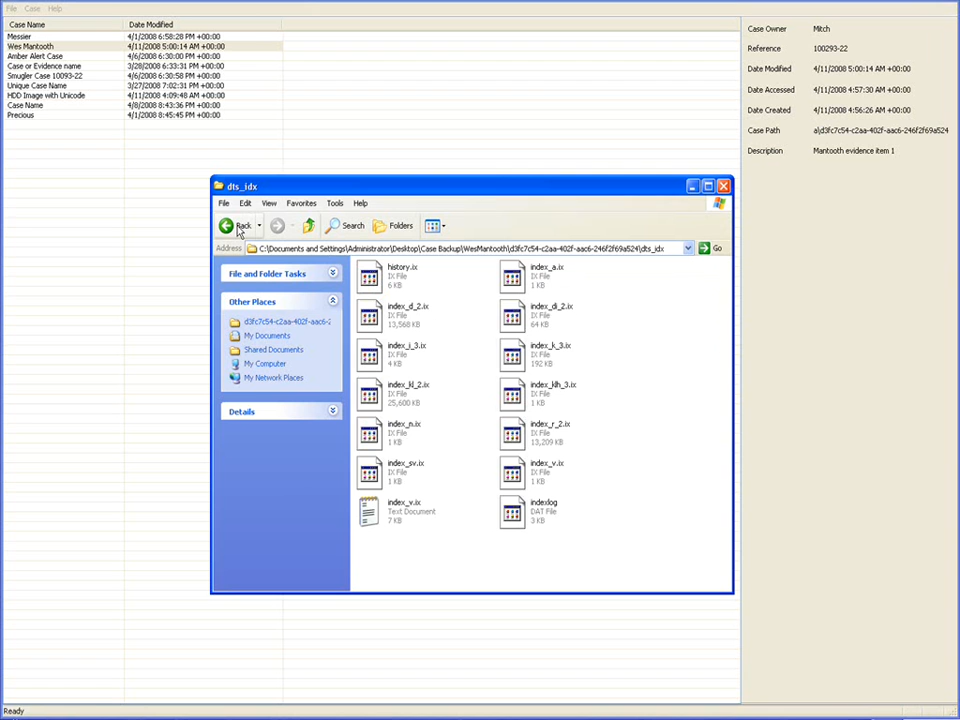 File Case Help
Case Name Date Modified
Messier 4/1/2008 6:58:28 PM +00:00
Wes Mantooth 4/11/2008 5:00:14 AM +00:00
Amber Alert Case 4/6/2008 6:30:00 PM +00:00
Case or Evidence name 3/28/2008 6:33:31 PM +00:00
Smugler Case 10093-22 4/6/2008 6:30:58 PM +00:00
Unique Case Name 3/27/2008 7:02:31 PM +00:00
HDD Image with Unicode 4/11/2008 4:09:48 AM +00:00
Case Name 4/8/2008 8:43:36 PM +00:00
Precious 4/1/2008 8:45:45 PM +00:00
Case Owner Mitch
Reference 100293-22
Date Modified 4/11/2008 5:00:14 AM +00:00
Date Accessed 4/11/2008 4:57:30 AM +00:00
Date Created 4/11/2008 4:56:26 AM +00:00
Case Path a\d3fc7c54-c2aa-402f-aac6-246f2f69a524
Description Mantooth evidence item 1
dts_idx
File Edit View Favorites Tools Help
Back Search Folders
Address C:\Documents and Settings\Administrator\Desktop\Case Backup\WesMantooth\d3fc7c54-c2aa-402f-aac6-246f2f69a524\dts_idx Go
File and Folder Tasks
Other Places
d3fc7c54-c2aa-402f-aac6-2
My Documents
Shared Documents
My Computer
My Network Places
Details
history.ix
IX File
6 KB
index_a.ix
IX File
1 KB
index_d_2.ix
IX File
13,568 KB
index_di_2.ix
IX File
64 KB
index_i_3.ix
IX File
4 KB
index_k_3.ix
IX File
192 KB
index_kl_2.ix
IX File
25,600 KB
index_klh_3.ix
IX File
1 KB
index_n.ix
IX File
1 KB
index_r_2.ix
IX File
13,209 KB
index_sv.ix
IX File
1 KB
index_v.ix
IX File
1 KB
index_v.ix
Text Document
7 KB
indexlog
DAT File
3 KB
Ready